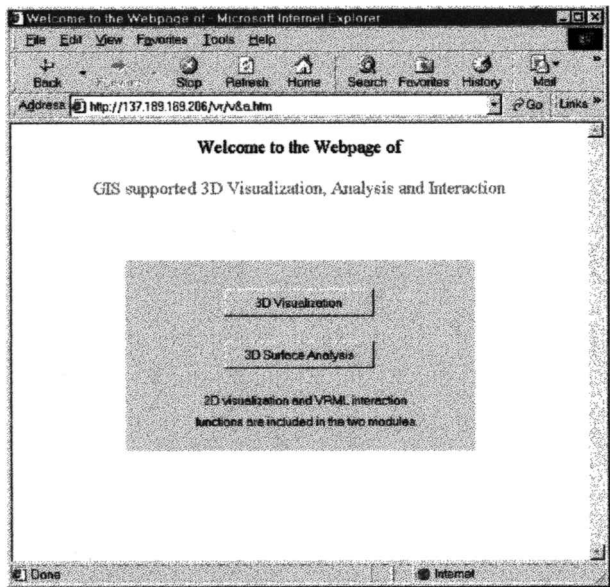 Welcome to the Webpage of - Microsoft Internet Explorer
File Edit View Favorites Tools Help
Back Stop Refresh Home Search Favorites History Mail »
Address http://137.189.189.206/vr/v&a.htm Go Links »
Welcome to the Webpage of
GIS supported 3D Visualization, Analysis and Interaction
3D Visualization
3D Surface Analysis
2D visualization and VRML interaction
functions are included in the two modules.
Done Internet